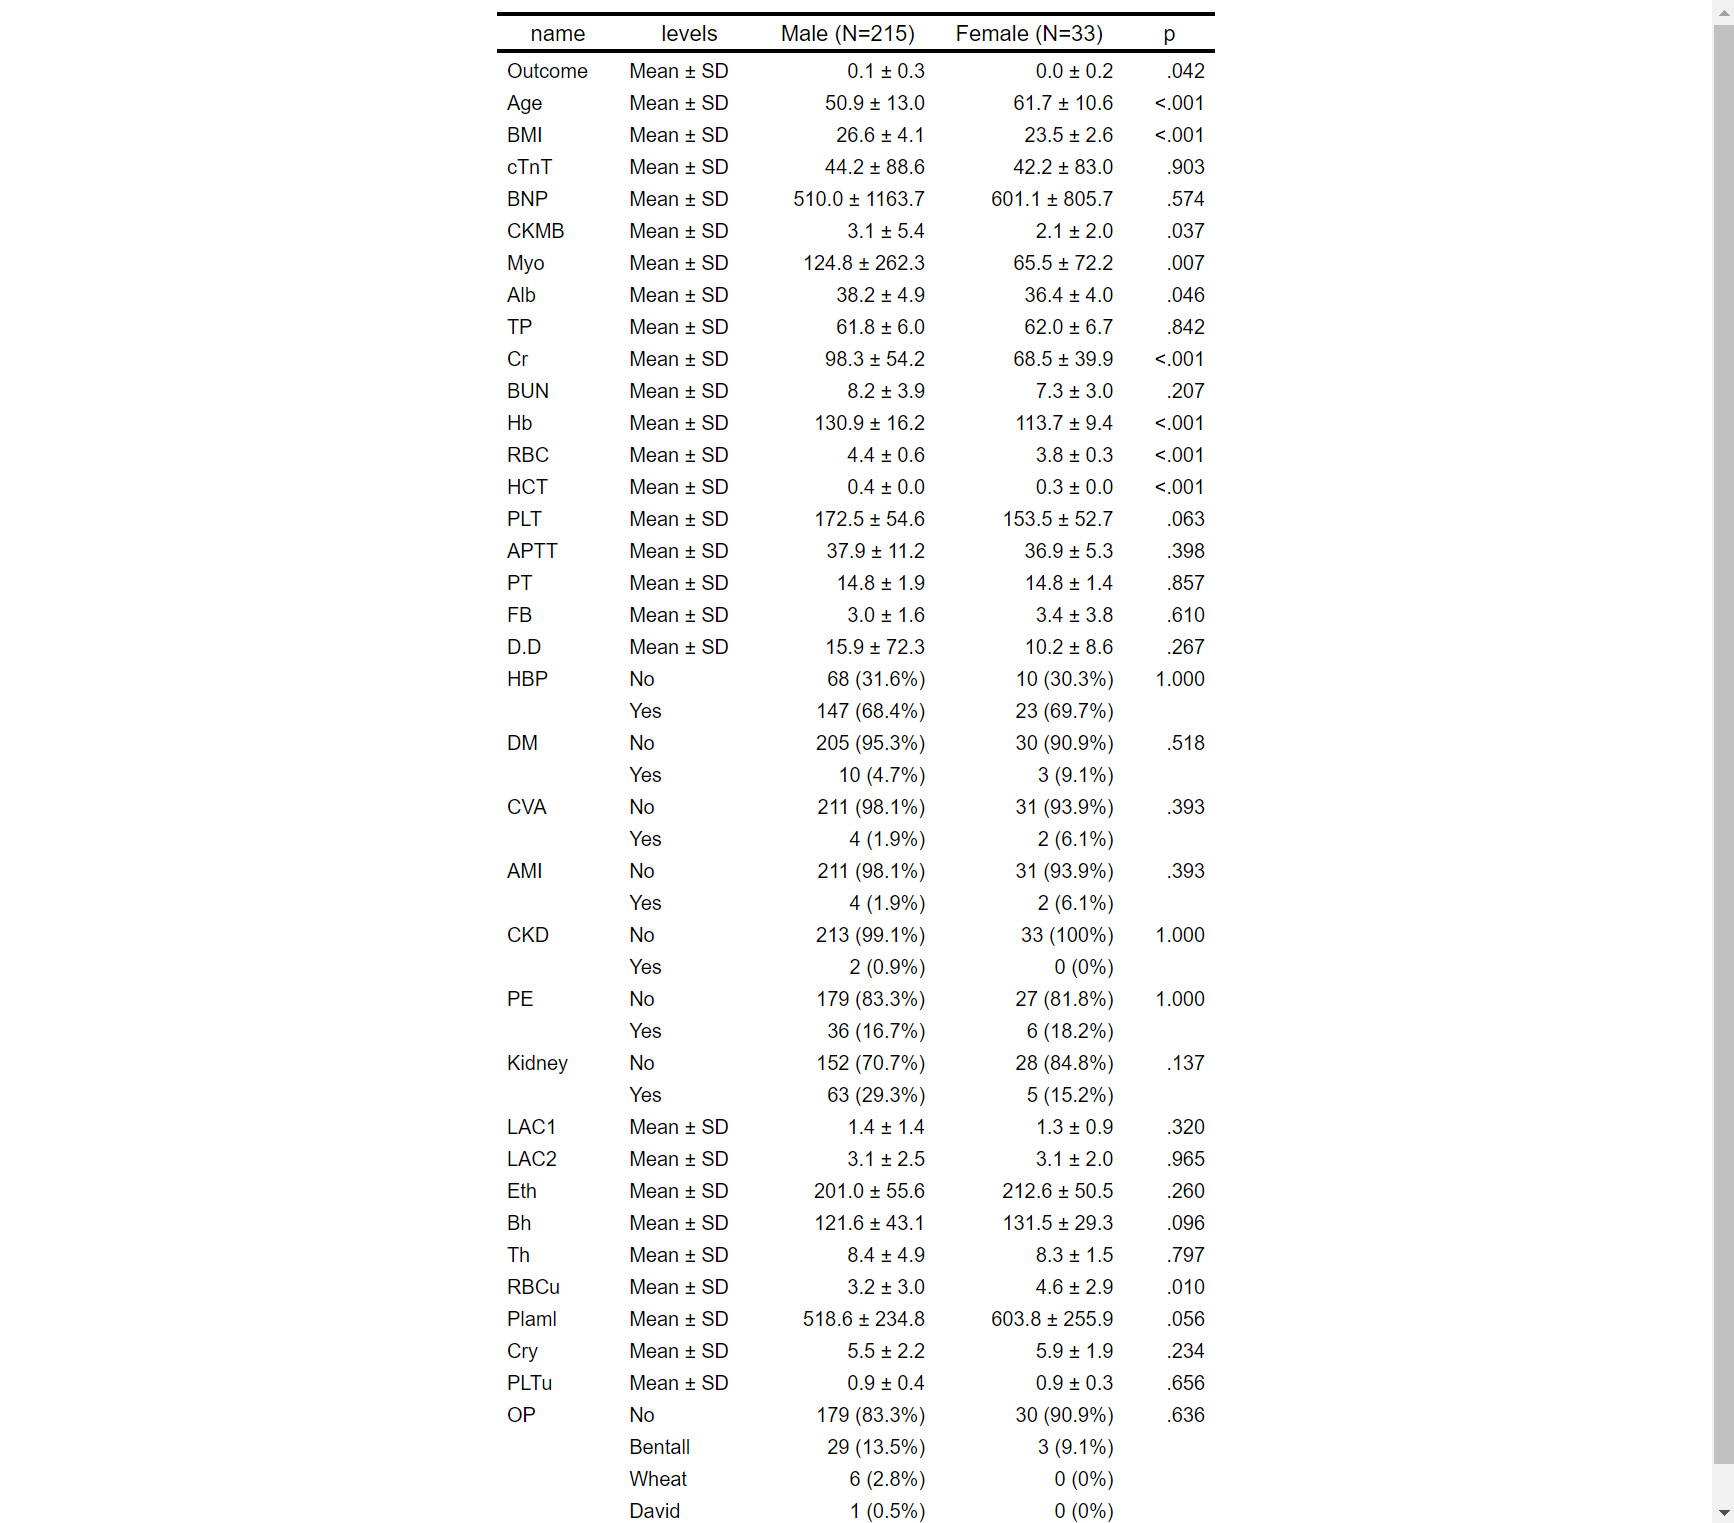 name levels Male (N=215) Female (N=33) p
Outcome Mean ± SD 0.1 ± 0.3 0.0 ± 0.2 .042
Age Mean ± SD 50.9 ± 13.0 61.7 ± 10.6 <.001
BMI Mean ± SD 26.6 ± 4.1 23.5 ± 2.6 <.001
cTnT Mean ± SD 44.2 ± 88.6 42.2 ± 83.0 .903
BNP Mean ± SD 510.0 ± 1163.7 601.1 ± 805.7 .574
CKMB Mean ± SD 3.1 ± 5.4 2.1 ± 2.0 .037
Myo Mean ± SD 124.8 ± 262.3 65.5 ± 72.2 .007
Alb Mean ± SD 38.2 ± 4.9 36.4 ± 4.0 .046
TP Mean ± SD 61.8 ± 6.0 62.0 ± 6.7 .842
Cr Mean ± SD 98.3 ± 54.2 68.5 ± 39.9 <.001
BUN Mean ± SD 8.2 ± 3.9 7.3 ± 3.0 .207
Hb Mean ± SD 130.9 ± 16.2 113.7 ± 9.4 <.001
RBC Mean ± SD 4.4 ± 0.6 3.8 ± 0.3 <.001
HCT Mean ± SD 0.4 ± 0.0 0.3 ± 0.0 <.001
PLT Mean ± SD 172.5 ± 54.6 153.5 ± 52.7 .063
APTT Mean ± SD 37.9 ± 11.2 36.9 ± 5.3 .398
PT Mean ± SD 14.8 ± 1.9 14.8 ± 1.4 .857
FB Mean ± SD 3.0 ± 1.6 3.4 ± 3.8 .610
D.D Mean ± SD 15.9 ± 72.3 10.2 ± 8.6 .267
HBP No 68 (31.6%) 10 (30.3%) 1.000
Yes 147 (68.4%) 23 (69.7%)
DM No 205 (95.3%) 30 (90.9%) .518
Yes 10 (4.7%) 3 (9.1%)
CVA No 211 (98.1%) 31 (93.9%) .393
Yes 4 (1.9%) 2 (6.1%)
AMI No 211 (98.1%) 31 (93.9%) .393
Yes 4 (1.9%) 2 (6.1%)
CKD No 213 (99.1%) 33 (100%) 1.000
Yes 2 (0.9%) 0 (0%)
PE No 179 (83.3%) 27 (81.8%) 1.000
Yes 36 (16.7%) 6 (18.2%)
Kidney No 152 (70.7%) 28 (84.8%) .137
Yes 63 (29.3%) 5 (15.2%)
LAC1 Mean ± SD 1.4 ± 1.4 1.3 ± 0.9 .320
LAC2 Mean ± SD 3.1 ± 2.5 3.1 ± 2.0 .965
Eth Mean ± SD 201.0 ± 55.6 212.6 ± 50.5 .260
Bh Mean ± SD 121.6 ± 43.1 131.5 ± 29.3 .096
Th Mean ± SD 8.4 ± 4.9 8.3 ± 1.5 .797
RBCu Mean ± SD 3.2 ± 3.0 4.6 ± 2.9 .010
Plaml Mean ± SD 518.6 ± 234.8 603.8 ± 255.9 .056
Cry Mean ± SD 5.5 ± 2.2 5.9 ± 1.9 .234
PLTu Mean ± SD 0.9 ± 0.4 0.9 ± 0.3 .656
OP No 179 (83.3%) 30 (90.9%) .636
Bentall 29 (13.5%) 3 (9.1%)
Wheat 6 (2.8%) 0 (0%)
David 1 (0.5%) 0 (0%)